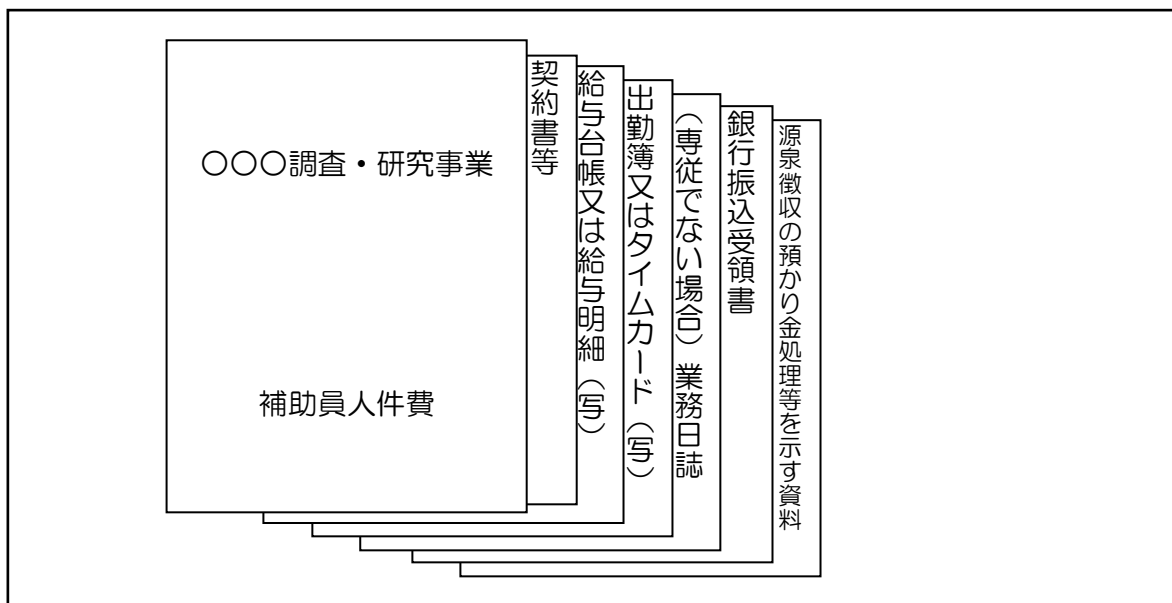 〇〇〇調査・研究事業
補助員人件費
契約書等
給与台帳又は給与明細（写）
出勤簿又はタイムカード（写）
（専従でない場合）業務日誌
銀行振込受領書
源泉徴収の預かり金処理等を示す資料